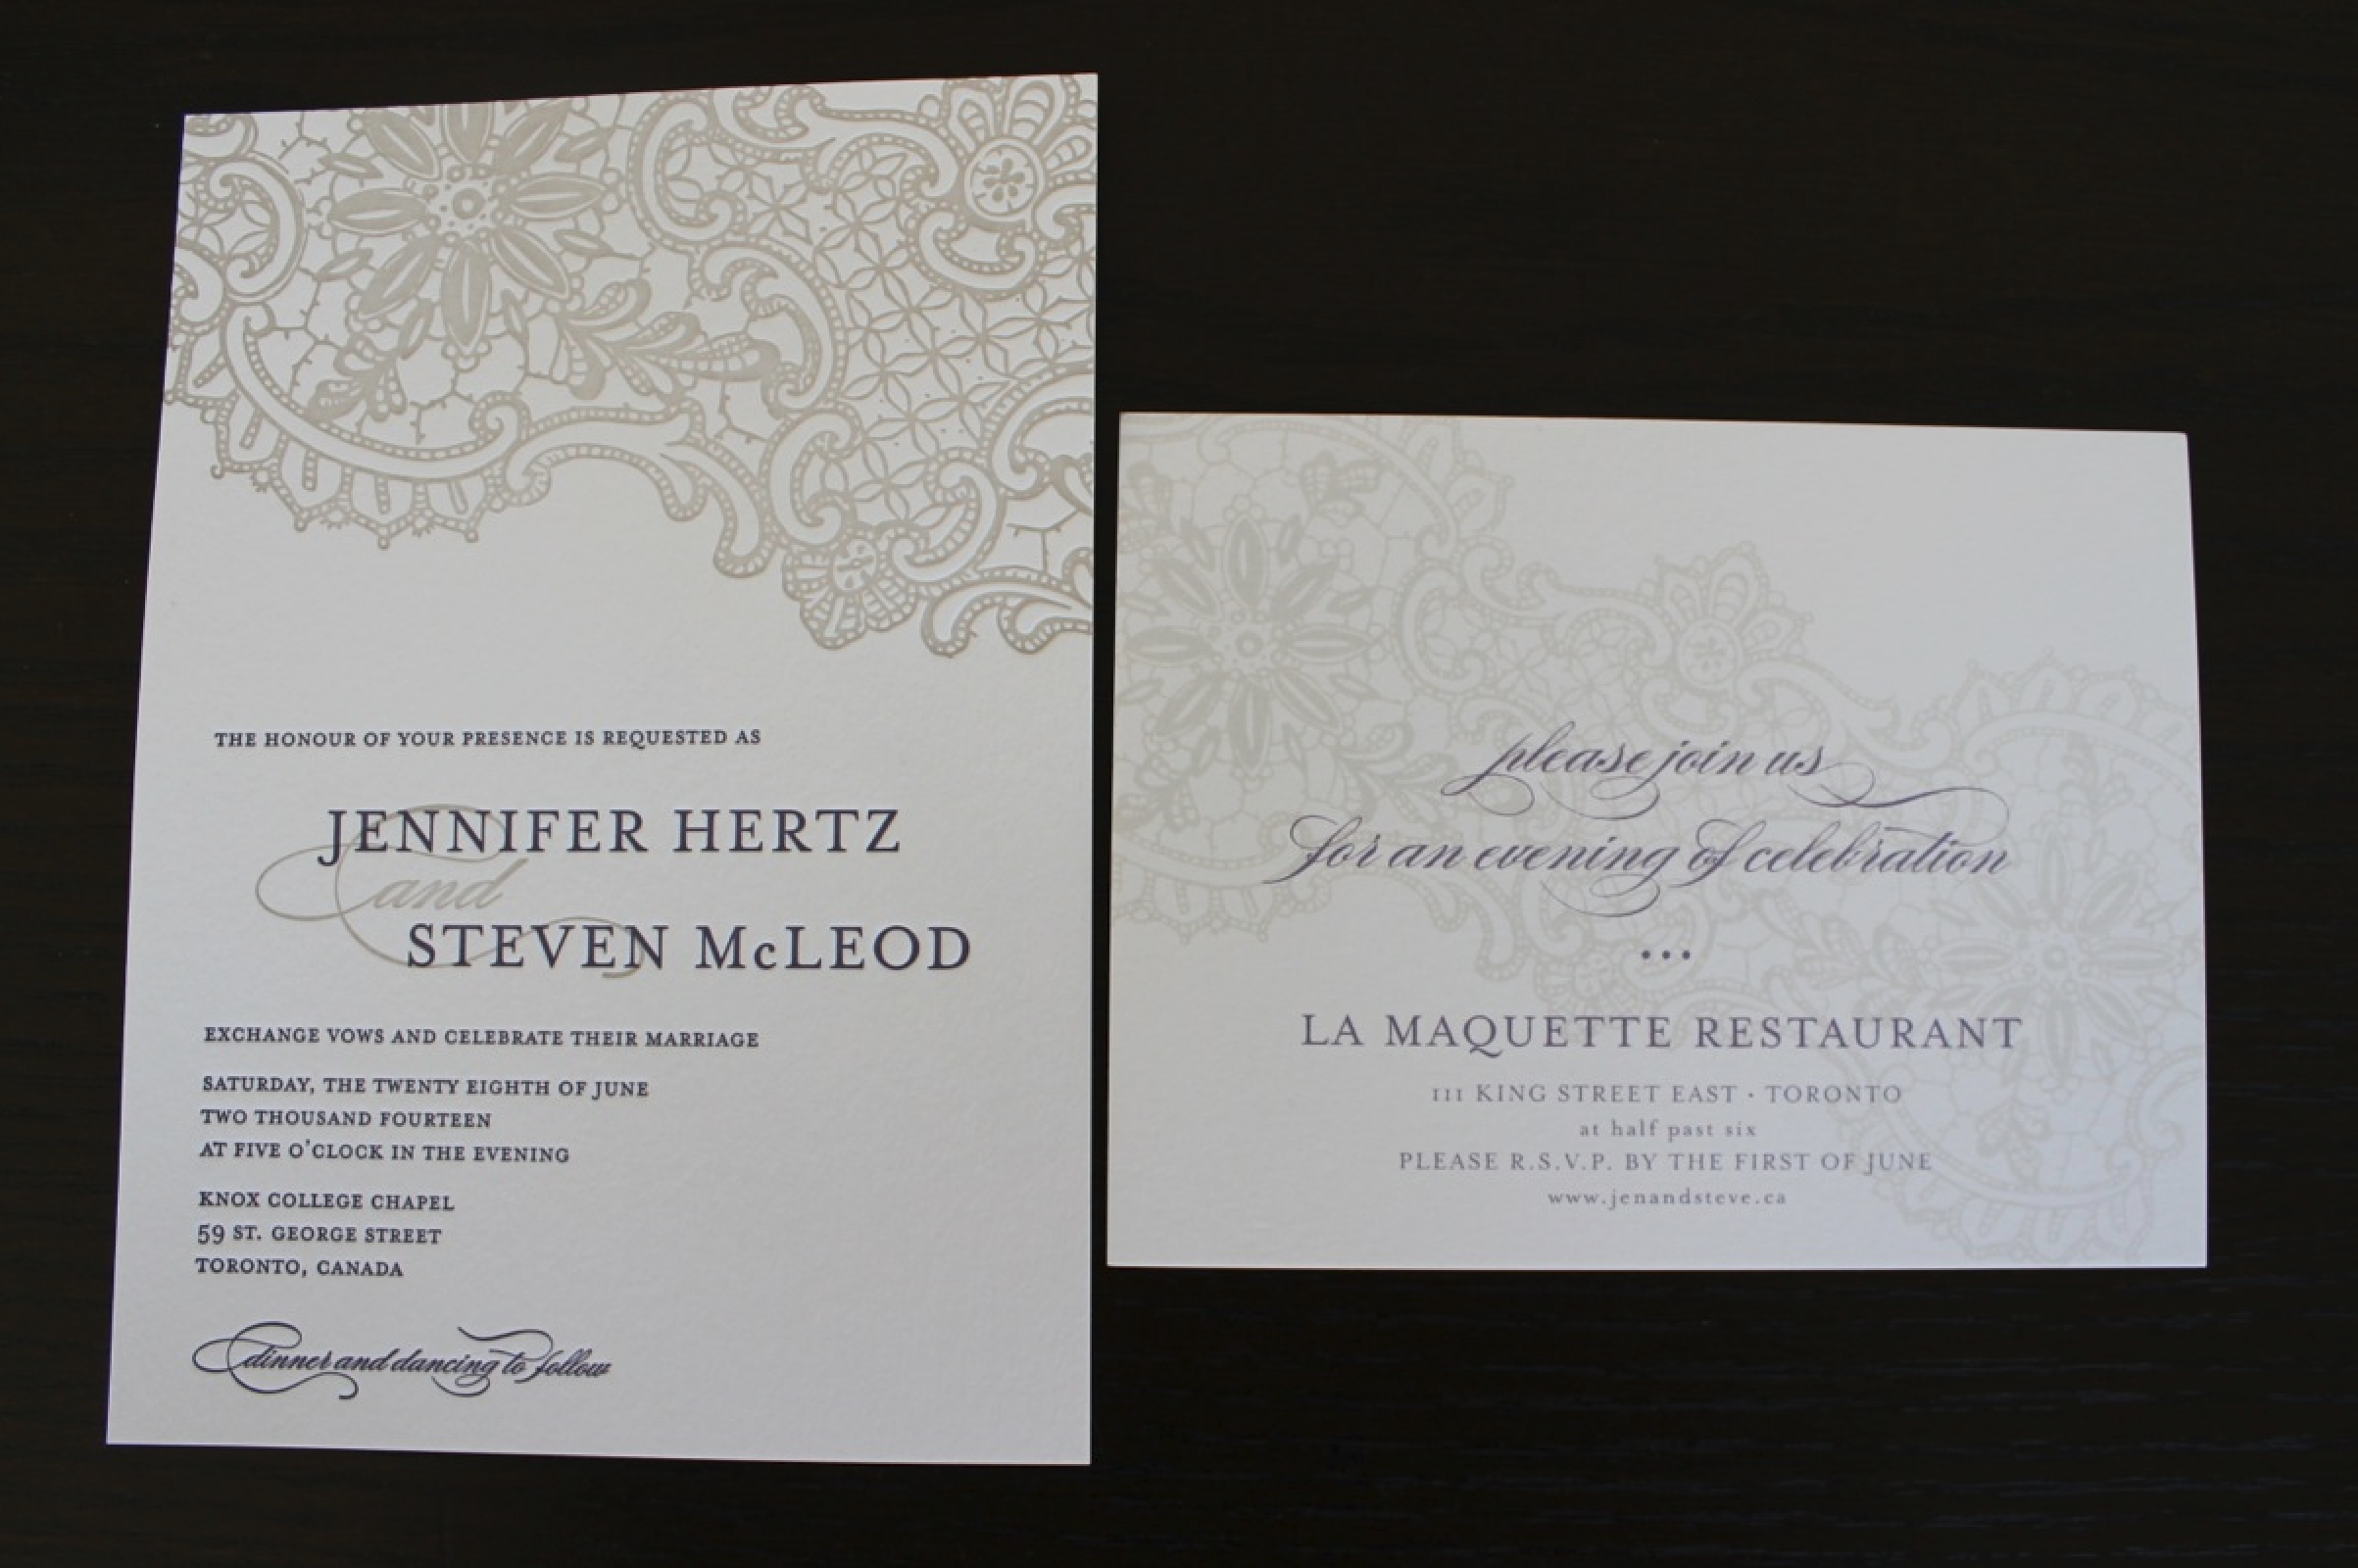 THE HONOUR OF YOUR PRESENCE IS REQUESTED AS
JENNIFER HERTZ
and
STEVEN McLEOD
EXCHANGE VOWS AND CELEBRATE THEIR MARRIAGE
SATURDAY, THE TWENTY EIGHTH OF JUNE
TWO THOUSAND FOURTEEN
AT FIVE O'CLOCK IN THE EVENING
KNOX COLLEGE CHAPEL
59 ST. GEORGE STREET
TORONTO, CANADA
dinner and dancing to follow
please join us
for an evening of celebration
...
LA MAQUETTE RESTAURANT
111 KING STREET EAST • TORONTO
at half past six
PLEASE R.S.V.P. BY THE FIRST OF JUNE
www.jenandsteve.ca